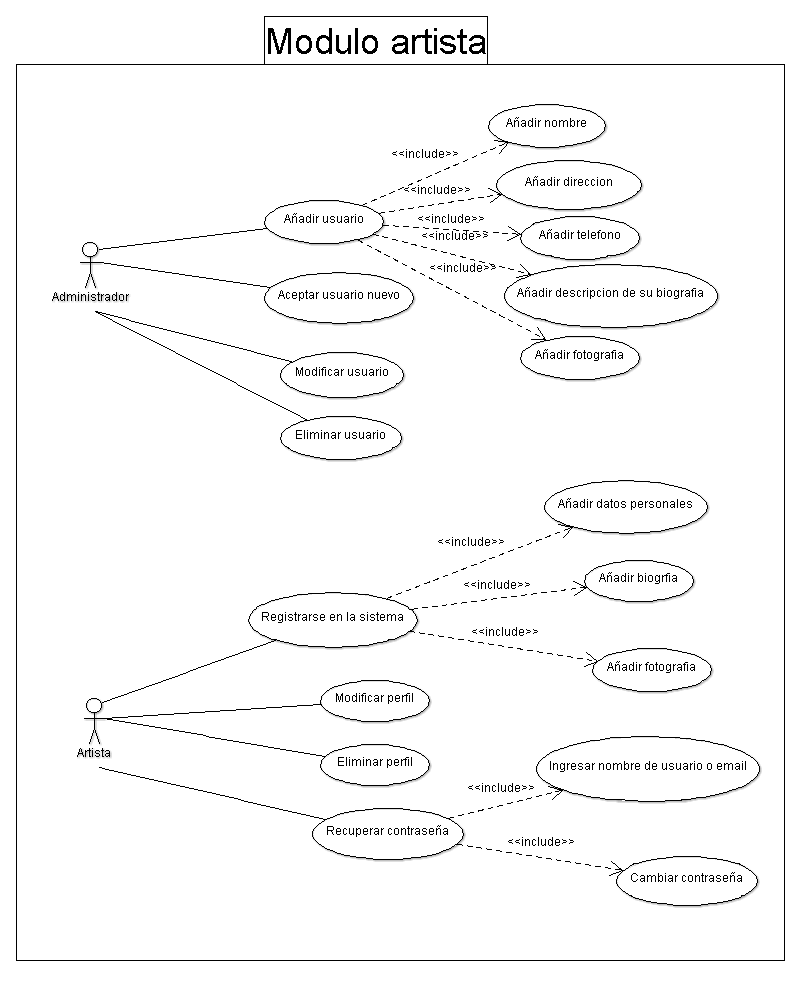 Modulo artista
Añadir nombre
<<include>>
Añadir direccion
<<include>>
Añadir usuario
<<include>>
Añadir telefono
<<include>>
<<include>>
Administrador
Aceptar usuario nuevo
Añadir descripcion de su biografia
Añadir fotografia
Modificar usuario
Eliminar usuario
Añadir datos personales
<<include>>
Añadir biogrfia
<<include>>
Registrarse en la sistema
<<include>>
Añadir fotografia
Modificar perfil
Artista
Eliminar perfil
Ingresar nombre de usuario o email
<<include>>
Recuperar contraseña
<<include>>
Cambiar contraseña